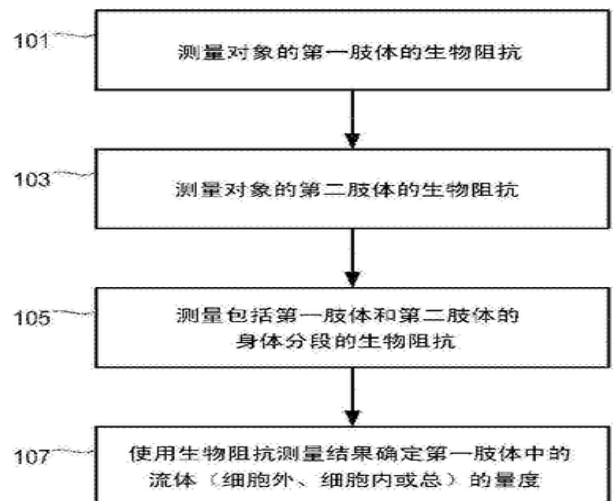 101
测量对象的第一肢体的生物阻抗
103
测量对象的第二肢体的生物阻抗
105
测量包括第一肢体和第二肢体的
身体分段的生物阻抗
107
使用生物阻抗测量结果确定第一肢体中的
流体（细胞外、细胞内或总）的量度